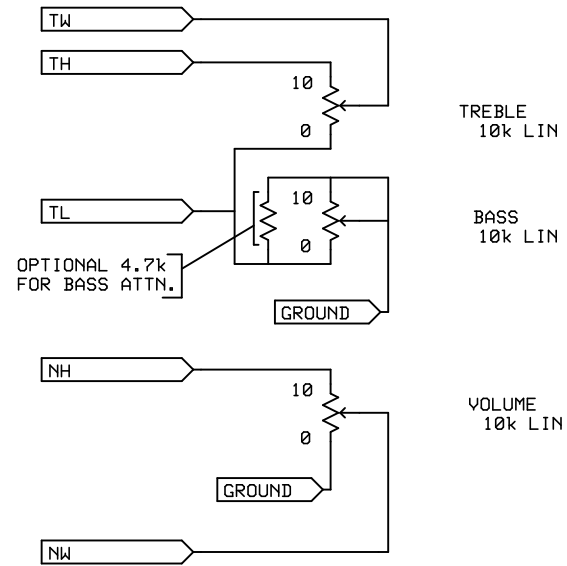 TW
TH
10
0
TREBLE
10k LIN
TL
10
0
BASS
10k LIN
OPTIONAL 4.7k
FOR BASS ATTN.
GROUND
NH
10
0
VOLUME
10k LIN
GROUND
NW